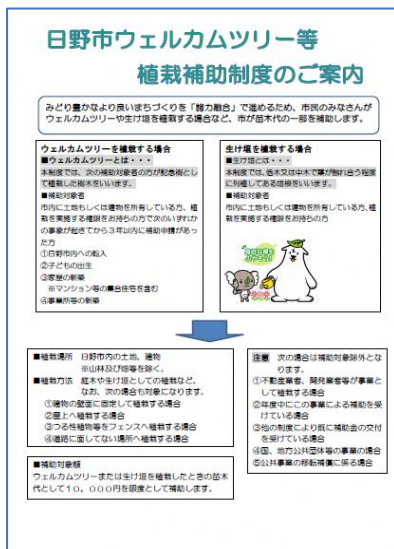 日野市ウェルカムツリー等
植栽補助制度のご案内
みどり豊かなより良いまちづくりを「諸力融合」で進めるため、市民のみなさんが
ウェルカムツリーや生け垣を植栽する場合など、市が苗木代の一部を補助します。
ウェルカムツリーを植栽する場合
■ウェルカムツリーとは・・・
本制度では、次の補助対象者の方が記念樹とし
て植栽した樹木をいいます。
■補助対象者
市内に土地もしくは建物を所有している方、植
栽を実施する権限をお持ちの方で次のいずれか
の事象が起きてから3年以内に補助申請があっ
た方
①日野市内への転入
②子どもの出生
③家屋の新築
※マンション等の集合住宅を含む
④事業所等の新築
生け垣を植栽する場合
■生け垣とは・・・
本制度では、低木又は中木で葉が触れ合う程度
に列植してある垣根をいいます。
■補助対象者
市内に土地もしくは建物を所有している方、植
栽を実施する権限をお持ちの方
■植栽場所 日野市内の土地、建物
※山林及び畑等を除く。
■植栽方法 庭木や生け垣としての植栽など。
なお、次の場合も対象になります。
①建物の壁面に固定して植栽する場合
②屋上へ植栽する場合
③つる性植物等をフェンスへ植栽する場合
④道路に面してない場所へ植栽する場合
■補助対象額
ウェルカムツリーまたは生け垣を植栽したときの苗木
代として10,000円を限度として補助します。
注意 次の場合は補助対象除外とな
ります。
①不動産業者、開発業者等が事業と
して植栽する場合
②年度中にこの事業による補助を受
けている場合
③他の制度により既に補助金の交付
を受けている場合
④国、地方公共団体等の事業の場合
⑤公共事業の移転補償に係る場合